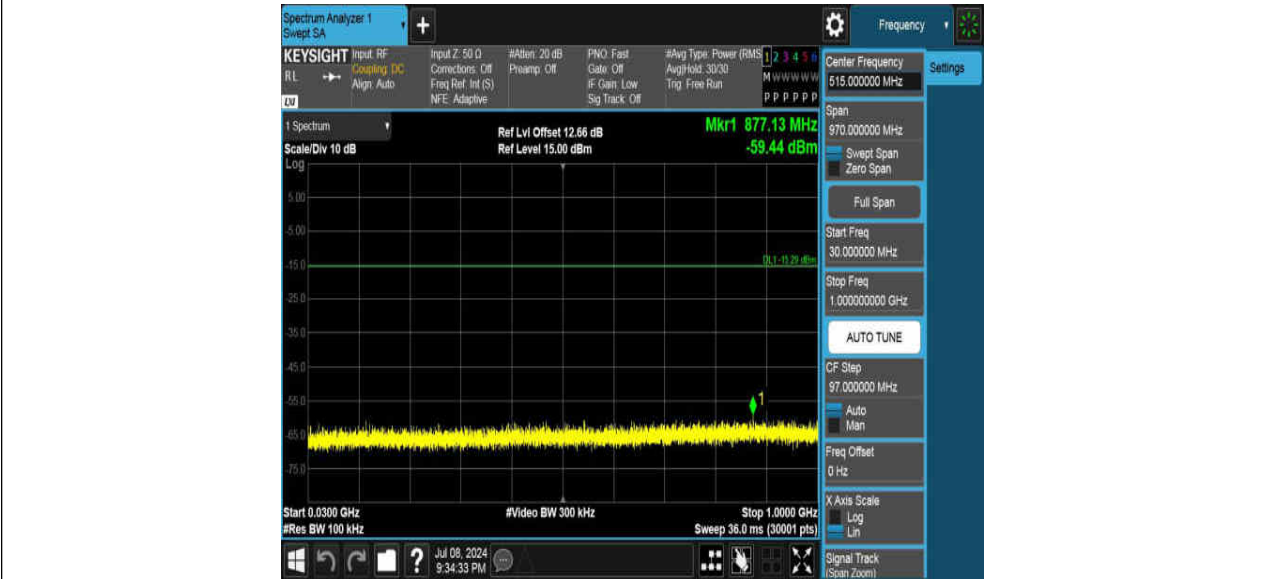 Spectrum Analyzer 1
Swept SA
+
Frequency
KEYSIGHT
RL
LXI
Input: RF
Coupling: DC
Align: Auto
Input Z: 50 Ω
Corrections: Off
Freq Ref: Int (S)
NFE: Adaptive
#Atten: 20 dB
Preamp: Off
PNO: Fast
Gate: Off
IF Gain: Low
Sig Track: Off
#Avg Type: Power (RMS
Avg|Hold: 30/30
Trig: Free Run
1 2 3 4 5 6
M W W W W W
P P P P P P
1 Spectrum
Scale/Div 10 dB
Log
Ref Lvl Offset 12.66 dB
Ref Level 15.00 dBm
Mkr1 877.13 MHz
-59.44 dBm
5.00
-5.00
-15.0
-25.0
-35.0
-45.0
-55.0
-65.0
-75.0
DL1 -15.29 dBm
1
Start 0.0300 GHz
#Res BW 100 kHz
#Video BW 300 kHz
Stop 1.0000 GHz
Sweep 36.0 ms (30001 pts)
?
Jul 08, 2024
9:34:33 PM
Center Frequency
515.000000 MHz
Settings
Span
970.000000 MHz
Swept Span
Zero Span
Full Span
Start Freq
30.000000 MHz
Stop Freq
1.000000000 GHz
AUTO TUNE
CF Step
97.000000 MHz
Auto
Man
Freq Offset
0 Hz
X Axis Scale
Log
Lin
Signal Track
(Span Zoom)